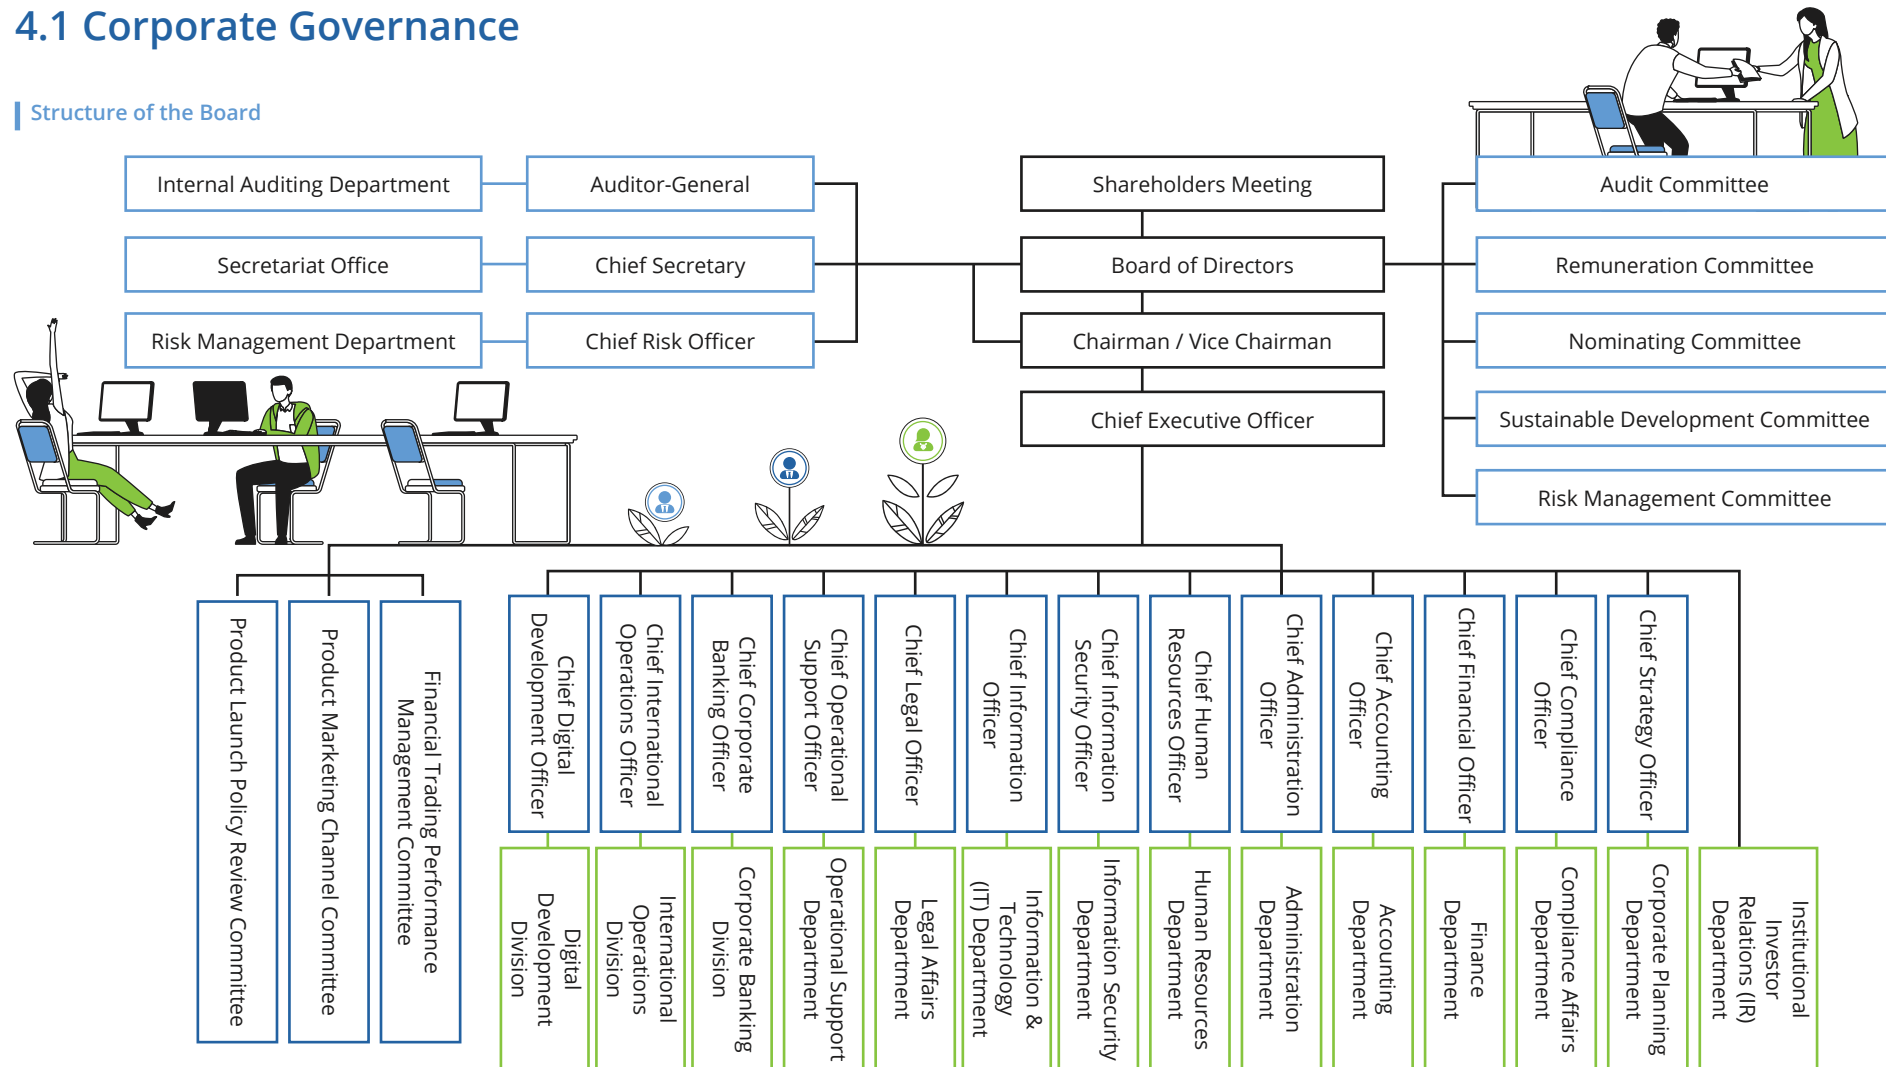 4.1 Corporate Governance
Structure of the Board
Internal Auditing Department
Auditor-General
Shareholders Meeting
Audit Committee
Secretariat Office
Chief Secretary
Board of Directors
Remuneration Committee
Risk Management Department
Chief Risk Officer
Chairman / Vice Chairman
Nominating Committee
Chief Executive Officer
Sustainable Development Committee
Risk Management Committee
Product Launch Policy Review Committee
Product Marketing Channel Committee
Financial Trading Performance
Management Committee
Chief Digital
Development Officer
Chief International
Operations Officer
Chief Corporate
Banking Officer
Chief Operational
Support Officer
Chief Legal Officer
Chief Information
Officer
Chief Information
Security Officer
Chief Human
Resources Officer
Chief Administration
Officer
Chief Accounting
Officer
Chief Financial Officer
Chief Compliance
Officer
Chief Strategy Officer
Digital
Development
Division
International
Operations
Division
Corporate Banking
Division
Operational Support
Department
Legal Affairs
Department
Information &
Technology
(IT) Department
Information Security
Department
Human Resources
Department
Administration
Department
Accounting
Department
Finance
Department
Compliance Affairs
Department
Corporate Planning
Department
Institutional
Investor
Relations (IR)
Department